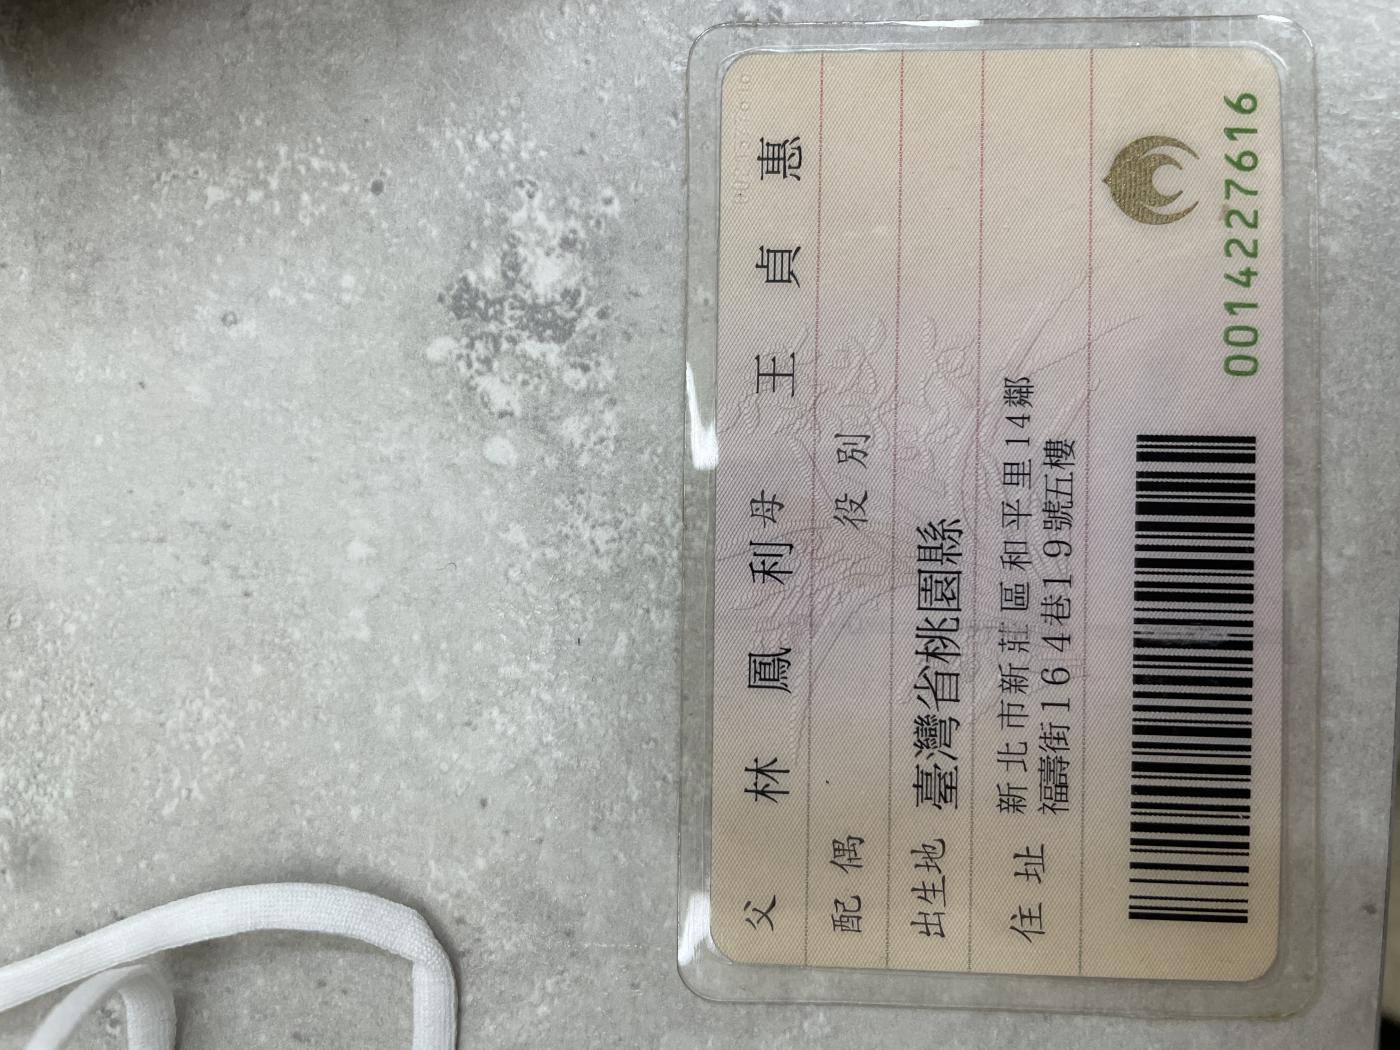 父 林鳳利 母 王貞惠
配偶 役別
出生地 臺灣省桃園縣
住址 新北市新莊區和平里14鄰
福壽街164巷19號五樓
0014227616